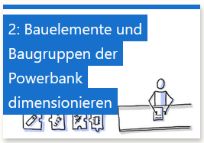 2: Bauelemente und
Baugruppen der
Powerbank
dimensionieren